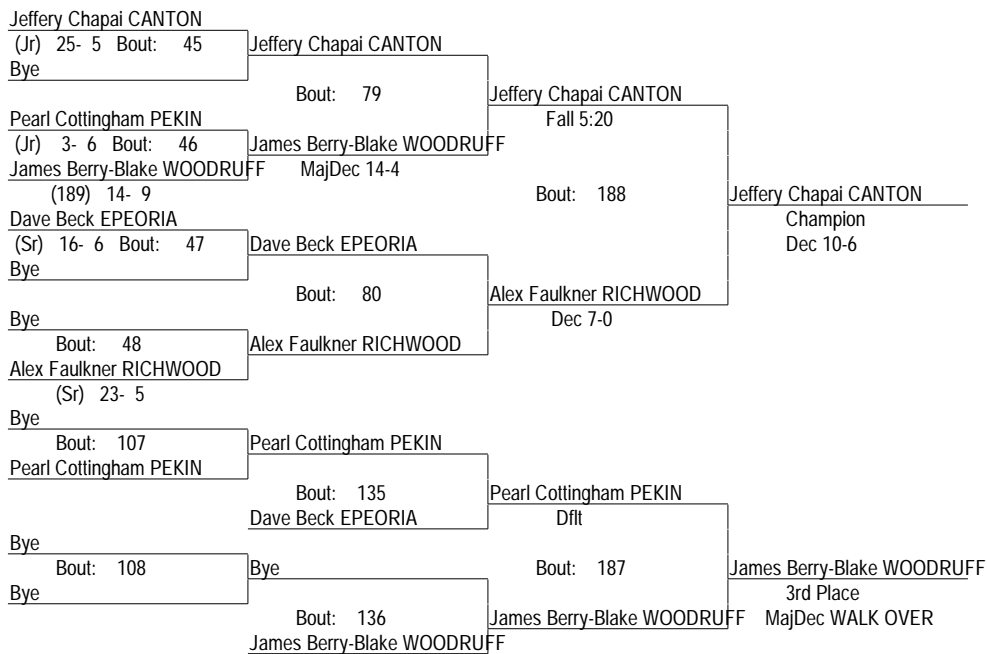 Jeffery Chapai CANTON
(Jr) 25- 5 Bout: 45
Jeffery Chapai CANTON
Bye
Bout: 79
Jeffery Chapai CANTON
Pearl Cottingham PEKIN
Fall 5:20
(Jr) 3- 6 Bout: 46
James Berry-Blake WOODRUFF
James Berry-Blake WOODRUFF
MajDec 14-4
(189) 14- 9
Bout: 188
Jeffery Chapai CANTON
Dave Beck EPEORIA
Champion
(Sr) 16- 6 Bout: 47
Dave Beck EPEORIA
Dec 10-6
Bye
Bout: 80
Alex Faulkner RICHWOOD
Bye
Dec 7-0
Bout: 48
Alex Faulkner RICHWOOD
Alex Faulkner RICHWOOD
(Sr) 23- 5
Bye
Bout: 107
Pearl Cottingham PEKIN
Pearl Cottingham PEKIN
Bout: 135
Pearl Cottingham PEKIN
Dave Beck EPEORIA
Dflt
Bye
Bout: 108
Bye
Bout: 187
James Berry-Blake WOODRUFF
Bye
3rd Place
Bout: 136
James Berry-Blake WOODRUFF
MajDec WALK OVER
James Berry-Blake WOODRUFF